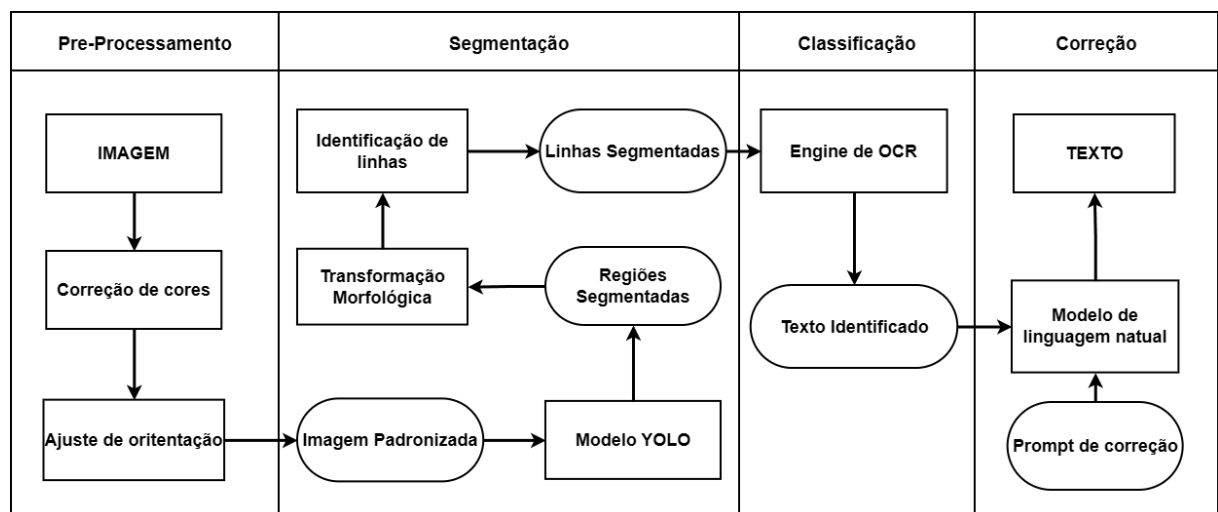 Pre-Processamento
Segmentação
Classificação
Correção
IMAGEM
Correção de cores
Ajuste de oritentação
Imagem Padronizada
Modelo YOLO
Regiões
Segmentadas
Transformação
Morfológica
Identificação de
linhas
Linhas Segmentadas
Engine de OCR
Texto Identificado
Prompt de correção
Modelo de
linguagem natual
TEXTO